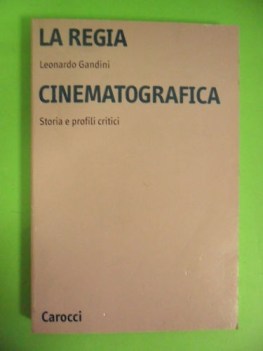 LA REGIA
Leonardo Gandini
CINEMATOGRAFICA
Storia e profili critici
Carocci